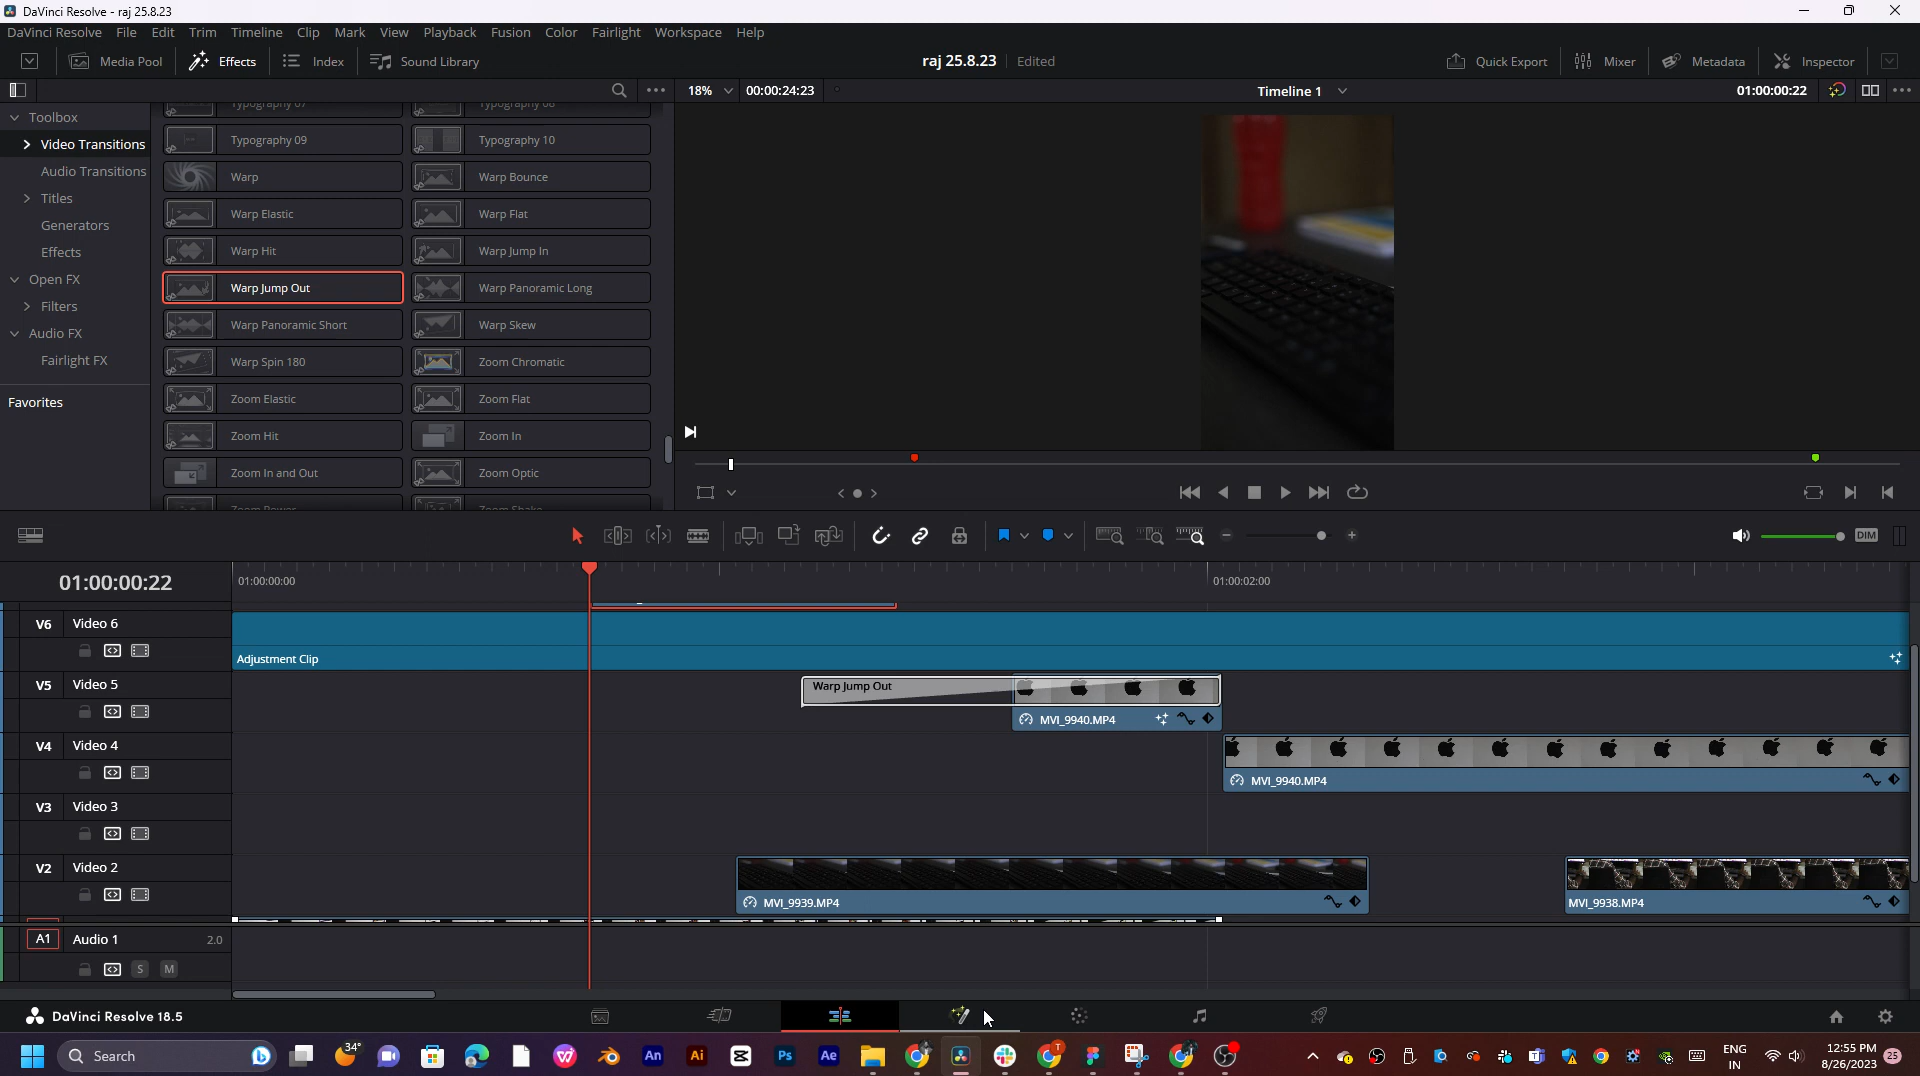 DaVinci Resolve - raj 25.8.23
DaVinci Resolve File Edit Trim Timeline Clip Mark View Playback Fusion Color Fairlight Workspace Help
Media Pool Effects Index Sound Library raj 25.8.23 Edited Quick Export Mixer Metadata Inspector
18% 00:00:24:23 Timeline 1 01:00:00:22
Toolbox
Video Transitions
Audio Transitions
Titles
Generators
Effects
Open FX
Filters
Audio FX
Fairlight FX
Favorites
Typography 07 Typography 08
Typography 09 Typography 10
Warp Warp Bounce
Warp Elastic Warp Flat
Warp Hit Warp Jump In
Warp Jump Out Warp Panoramic Long
Warp Panoramic Short Warp Skew
Warp Spin 180 Zoom Chromatic
Zoom Elastic Zoom Flat
Zoom Hit Zoom In
Zoom In and Out Zoom Optic
Zoom Power Zoom Shake
DIM
01:00:00:22 01:00:00:00 01:00:02:00
V6 Video 6
Adjustment Clip
V5 Video 5 Warp Jump Out
MVI_9940.MP4
V4 Video 4
MVI_9940.MP4
V3 Video 3
V2 Video 2
MVI_9939.MP4 MVI_9938.MP4
A1 Audio 1 2.0
S M
DaVinci Resolve 18.5
Search 34° An Ai Ps Ae T ENG IN 12:55 PM 8/26/2023 25